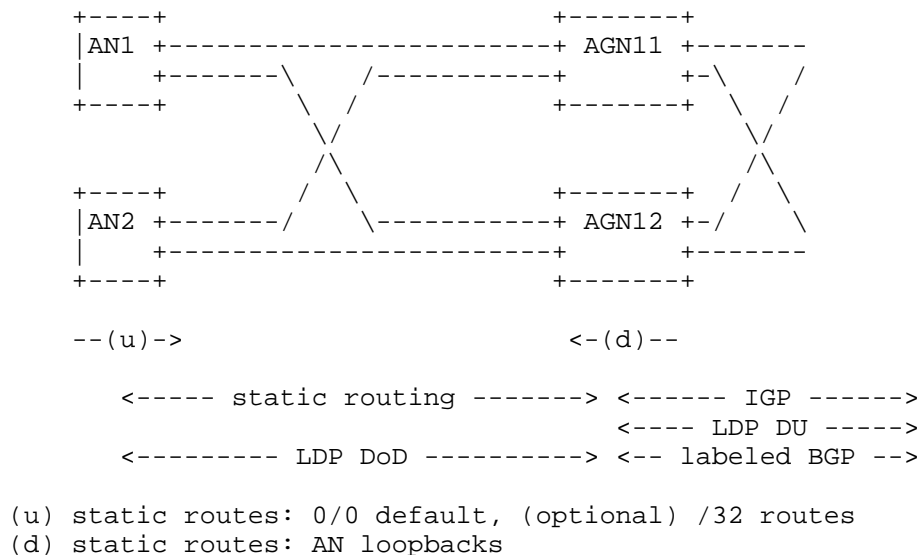 +----+                        +-------+
|AN1 +------------------------+ AGN11 +-------
|    +-------\    /-----------+       +-\    /
+----+        \  /            +-------+  \  /
               \/                         \/
               /\                         /\
+----+        /  \            +-------+  /  \
|AN2 +-------/    \-----------+ AGN12 +-/    \
|    +------------------------+       +-------
+----+                        +-------+
--(u)->                        <-(d)--
<----- static routing -------> <------ IGP ------>
<---- LDP DU ----->
<--------- LDP DoD ----------> <-- labeled BGP -->
(u) static routes: 0/0 default, (optional) /32 routes
(d) static routes: AN loopbacks